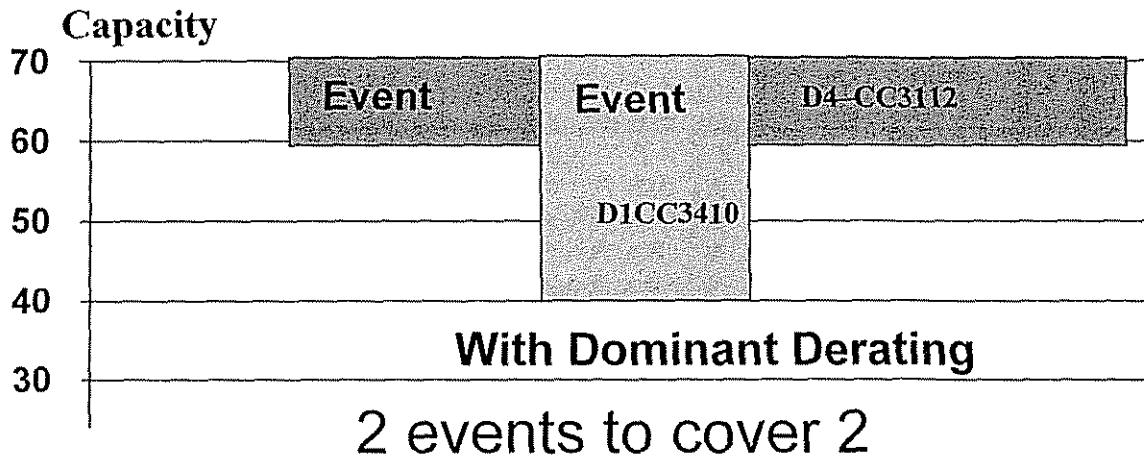 Capacity
70
Event
Event
D4–CC3112
60
50
D1CC3410
40
With Dominant Derating
30
2 events to cover 2